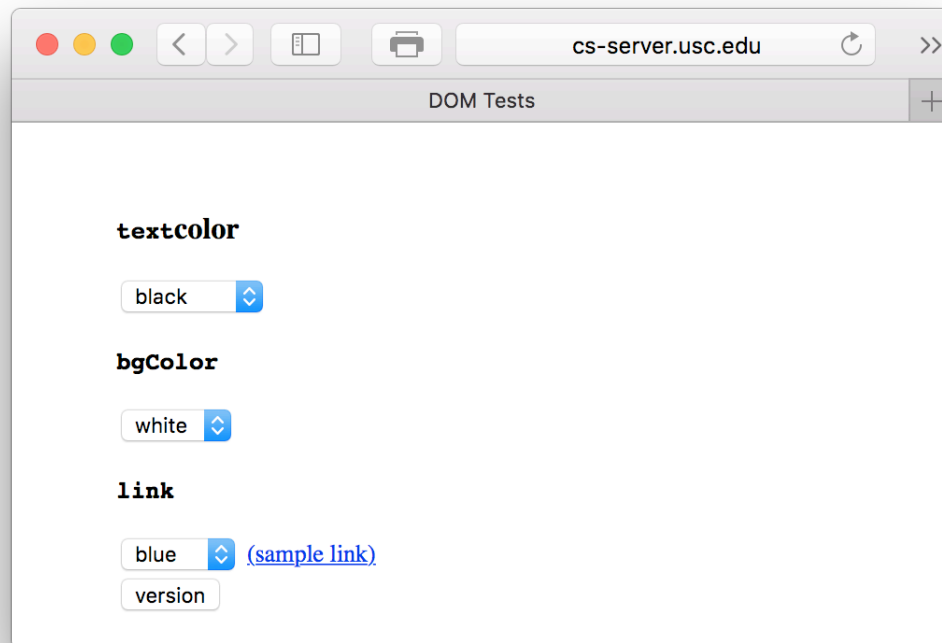 cs-server.usc.edu
DOM Tests
textcolor
black
bgColor
white
link
blue (sample link)
version